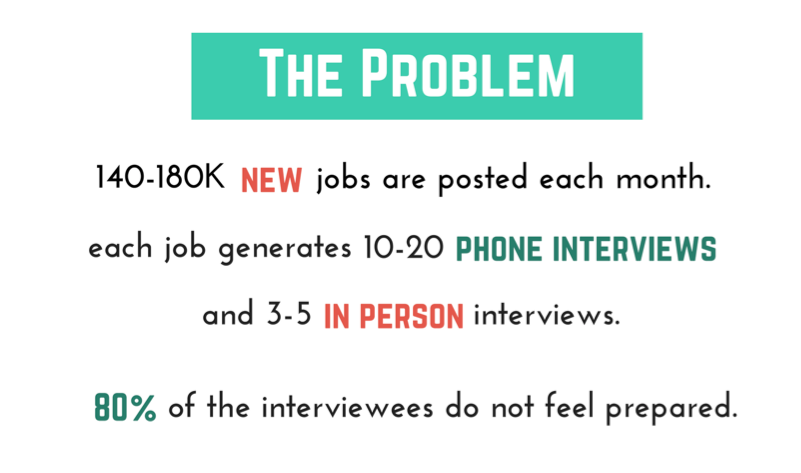 The Problem
140-180K NEW jobs are posted each month.
each job generates 10-20 PHONE INTERVIEWS
and 3-5 IN PERSON interviews.
80% of the interviewees do not feel prepared.